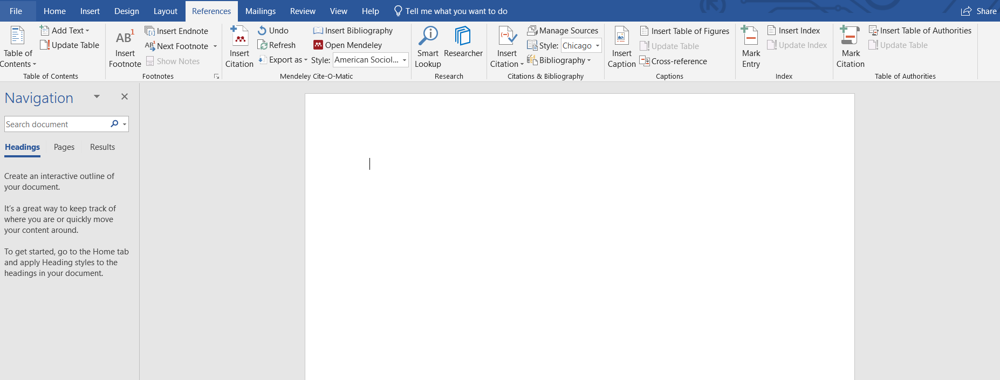 File Home Insert Design Layout References Mailings Review View Help Tell me what you want to do Share
Table of Contents
Add Text
Update Table
Table of Contents
AB1
Insert Footnote
Insert Endnote
AB1 Next Footnote
Show Notes
Footnotes
Insert Citation
Undo
Refresh
Export as
Insert Bibliography
Open Mendeley
Style: American Sociol...
Mendeley Cite-O-Matic
Smart Lookup
Researcher
Research
Insert Citation
Manage Sources
Style: Chicago
Bibliography
Citations & Bibliography
Insert Caption
Insert Table of Figures
Update Table
Cross-reference
Captions
Mark Entry
Insert Index
Update Index
Index
Mark Citation
Insert Table of Authorities
Update Table
Table of Authorities
Navigation
Search document
Headings Pages Results
Create an interactive outline of
your document.
It's a great way to keep track of
where you are or quickly move
your content around.
To get started, go to the Home tab
and apply Heading styles to the
headings in your document.